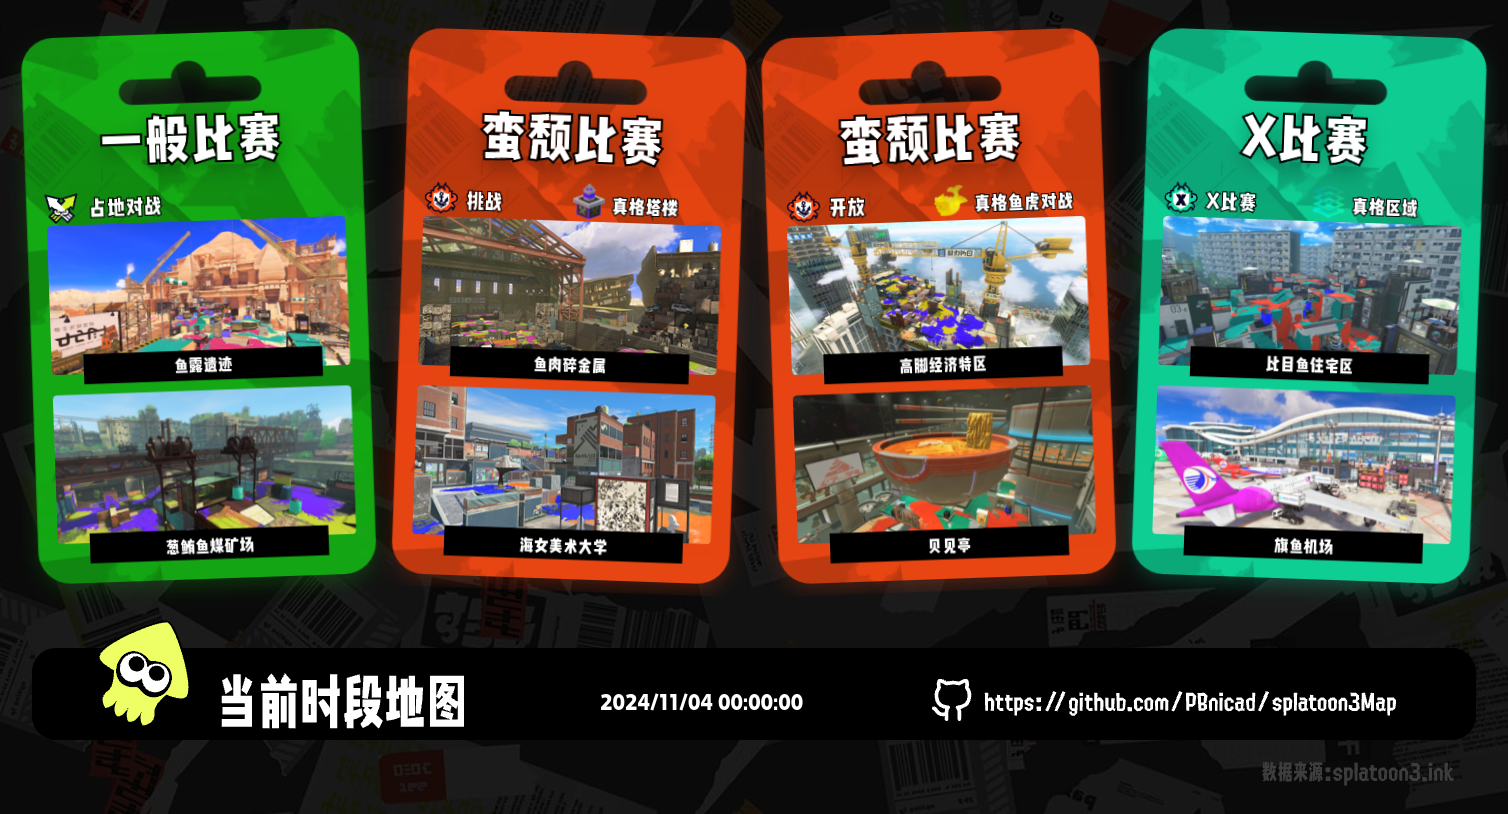 一般比赛
占地对战
鱼露遗迹
葱鲔鱼煤矿场
蛮颓比赛
挑战
真格塔楼
鱼肉碎金属
海女美术大学
蛮颓比赛
开放
真格鱼虎对战
高脚经济特区
贝见亭
X比赛
X比赛
真格区域
比目鱼住宅区
旗鱼机场
当前时段地图
2024/11/04 00:00:00
https://github.com/PBnicad/splatoon3Map
数据来源:splatoon3.ink